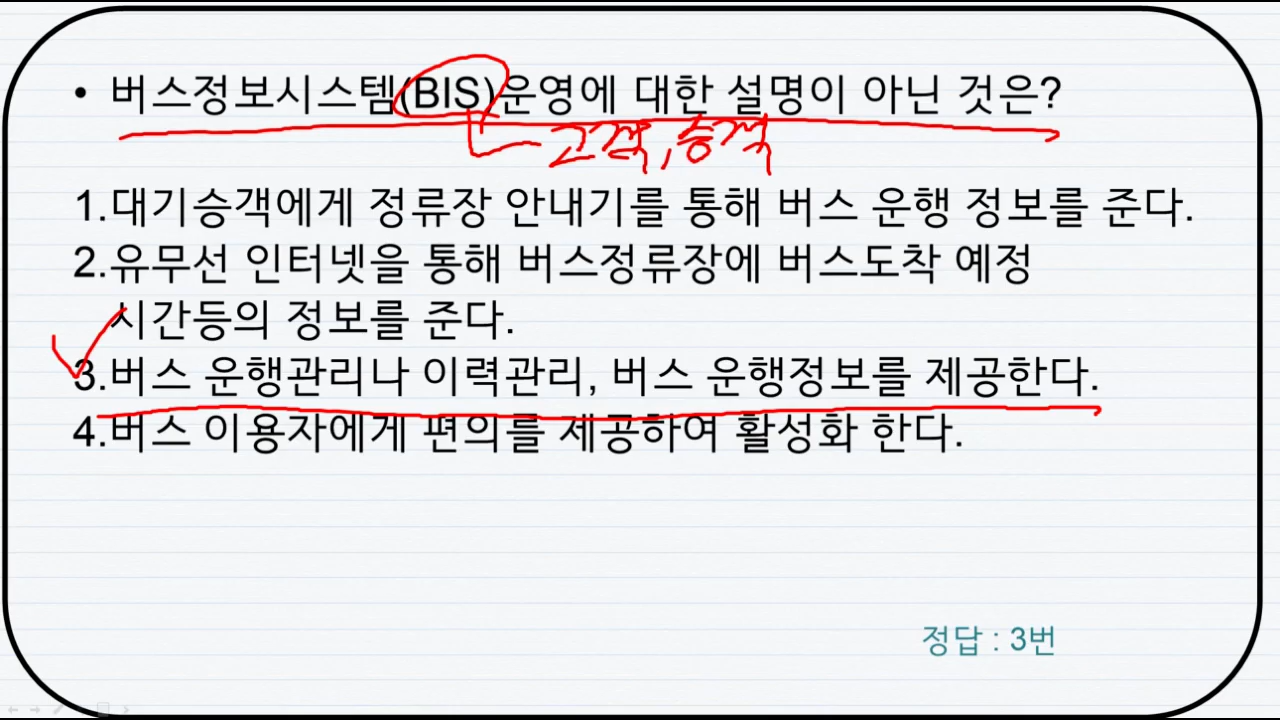 • 버스정보시스템(BIS)운영에 대한 설명이 아닌 것은?
고객, 승객
1.대기승객에게 정류장 안내기를 통해 버스 운행 정보를 준다.
2.유무선 인터넷을 통해 버스정류장에 버스도착 예정
시간등의 정보를 준다.
3.버스 운행관리나 이력관리, 버스 운행정보를 제공한다.
4.버스 이용자에게 편의를 제공하여 활성화 한다.
정답 : 3번